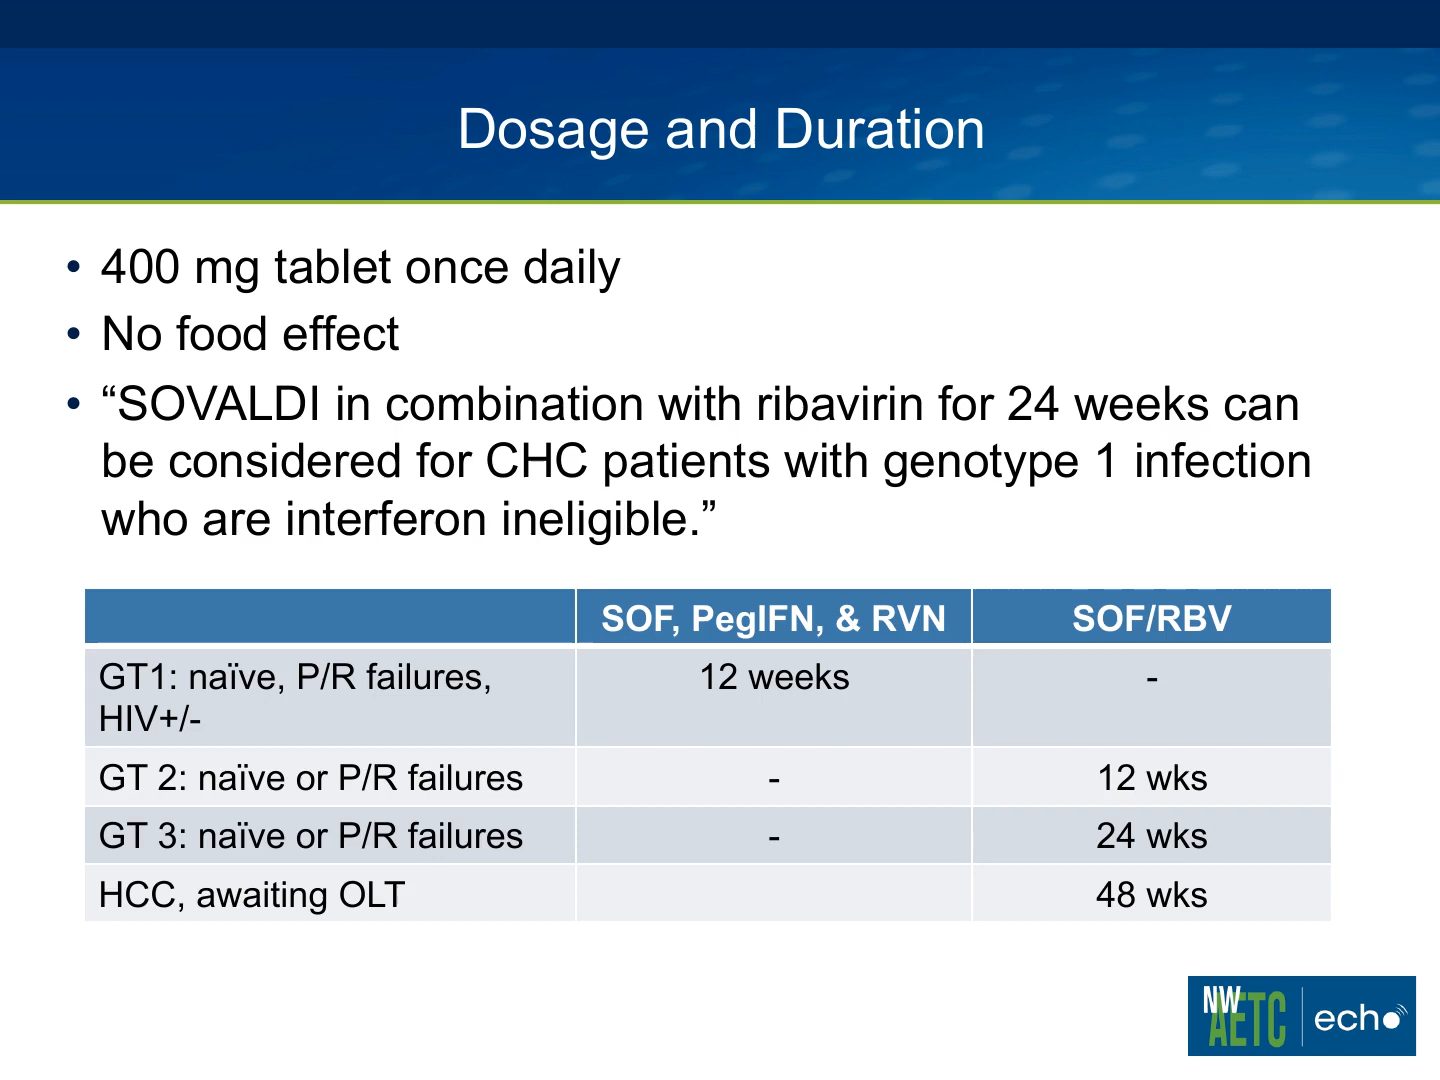 Dosage and Duration
• 400 mg tablet once daily
• No food effect
• “SOVALDI in combination with ribavirin for 24 weeks can
be considered for CHC patients with genotype 1 infection
who are interferon ineligible.”
SOF, PegIFN, & RVN SOF/RBV
GT1: naïve, P/R failures, 12 weeks -
HIV+/-
GT 2: naïve or P/R failures - 12 wks
GT 3: naïve or P/R failures - 24 wks
HCC, awaiting OLT 48 wks
NW
AETC echo